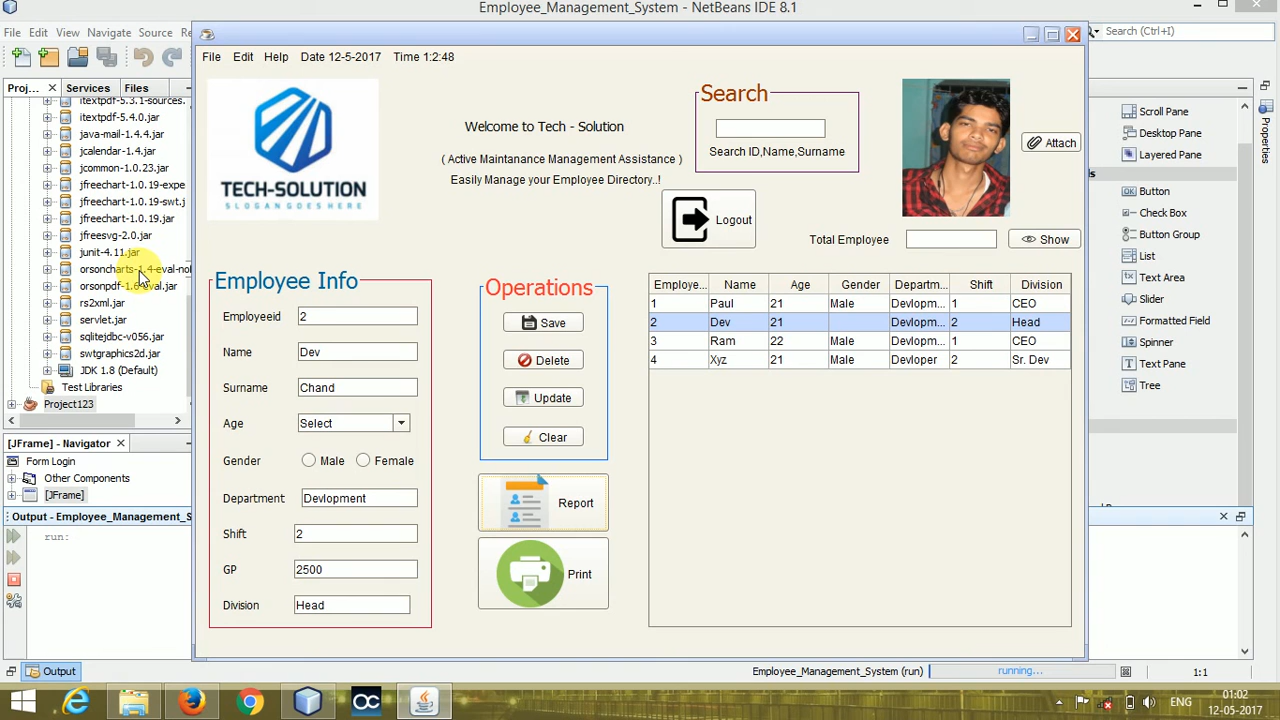 Employee_Management_System - NetBeans IDE 8.1
File Edit View Navigate Source Re
Search (Ctrl+I)
Proj... Services Files
itextpdf-5.3.1-sources.
itextpdf-5.4.0.jar
java-mail-1.4.4.jar
jcalendar-1.4.jar
jcommon-1.0.23.jar
jfreechart-1.0.19-expe
jfreechart-1.0.19-swt.j
jfreechart-1.0.19.jar
jfreesvg-2.0.jar
junit-4.11.jar
orsoncharts-1.4-eval-no
rs2xml.jar
servlet.jar
sqlitejdbc-v056.jar
swtgraphics2d.jar
JDK 1.8 (Default)
Test Libraries
Project123
[JFrame] - Navigator
Form Login
Other Components
[JFrame]
Output - Employee_Management_S
run:
File Edit Help Date 12-5-2017 Time 1:2:48
TECH-SOLUTION
SLOGAN GOES HERE
Welcome to Tech - Solution
( Active Maintanance Management Assistance )
Easily Manage your Employee Directory..!
Search
Search ID,Name,Surname
Logout
Attach
Total Employee
Show
Employee Info
Employeeid 2
Name Dev
Surname Chand
Age Select
Gender Male Female
Department Devlopment
Shift 2
GP 2500
Division Head
Operations
Save
Delete
Update
Clear
Report
Print
Employe... Name Age Gender Departm... Shift Division
1 Paul 21 Male Devlopm... 1 CEO
2 Dev 21 Devlopm... 2 Head
3 Ram 22 Male Devlopm... 1 CEO
4 Xyz 21 Male Devloper 2 Sr. Dev
Scroll Pane
Desktop Pane
Layered Pane
Button
Check Box
Button Group
List
Text Area
Slider
Formatted Field
Spinner
Text Pane
Tree
Properties
Output
Employee_Management_System (run) running... 1:1
ENG
01:02
12-05-2017